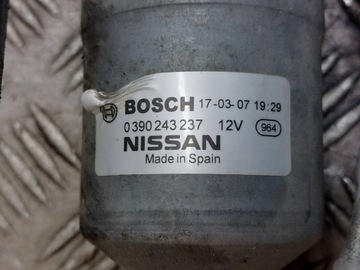 BOSCH 17-03-07 19:29
0 390 243 237 12V 964
NISSAN
Made in Spain